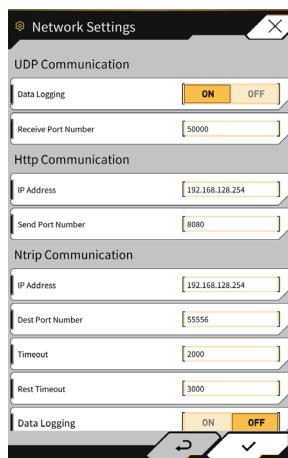 Network Settings
UDP Communication
Data Logging ON OFF
Receive Port Number 50000
Http Communication
IP Address 192.168.128.254
Send Port Number 8080
Ntrip Communication
IP Address 192.168.128.254
Dest Port Number 55556
Timeout 2000
Rest Timeout 3000
Data Logging ON OFF